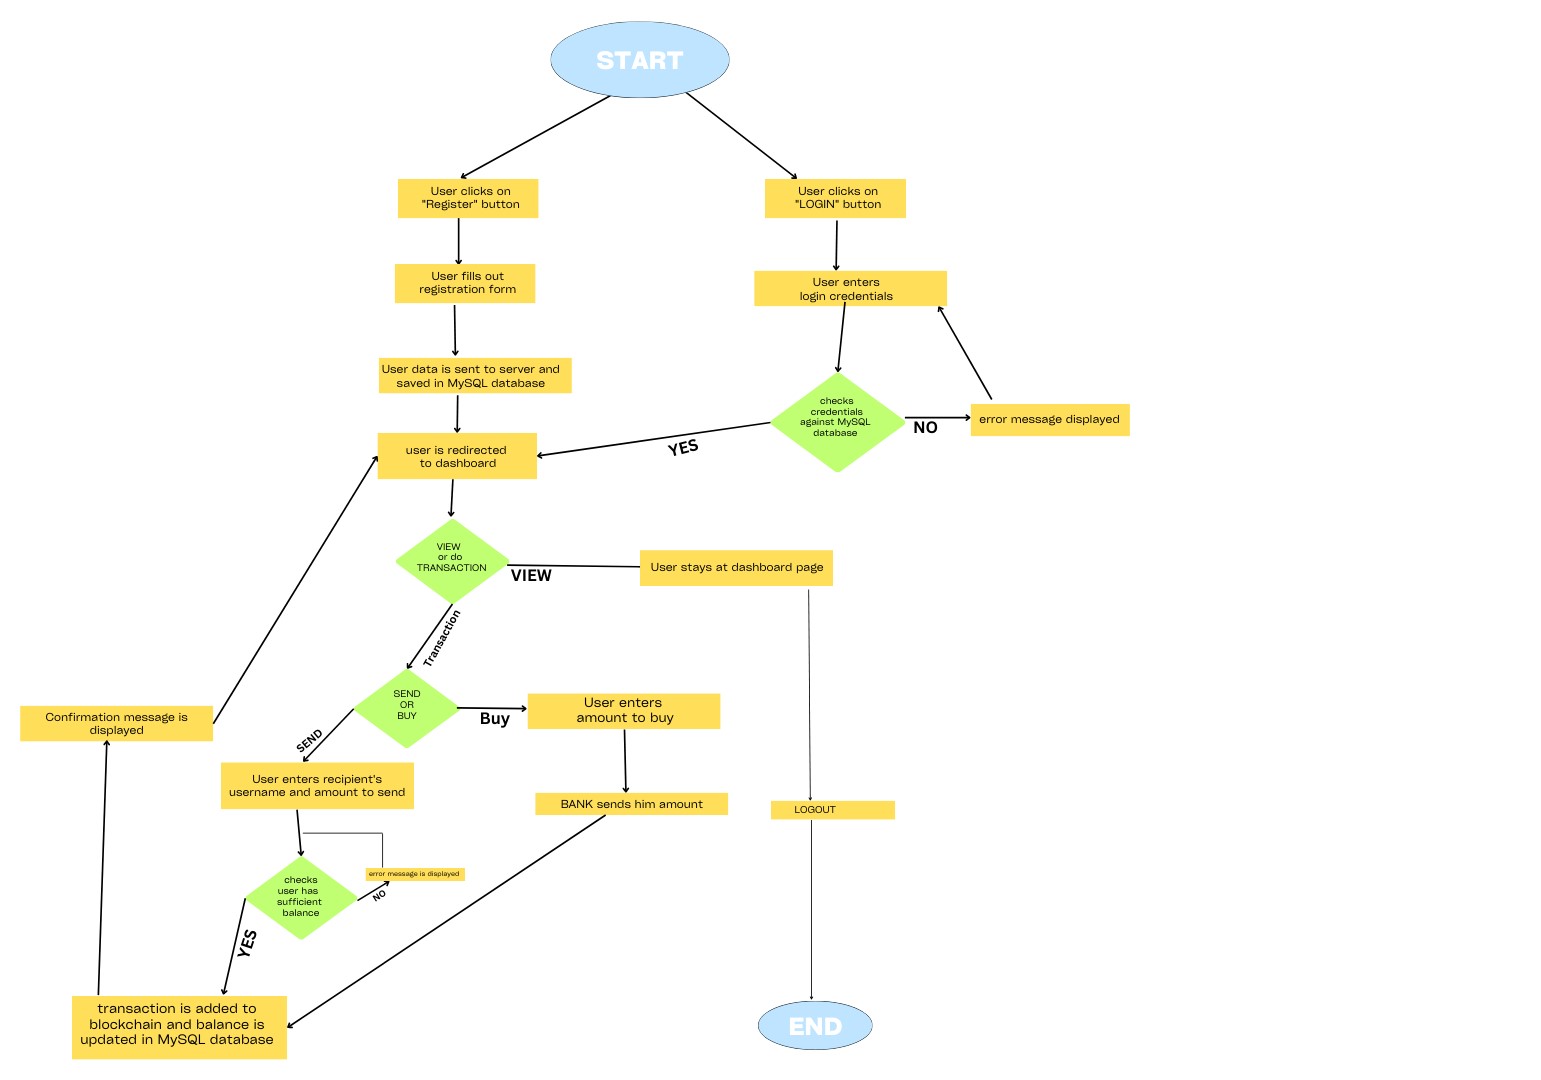 START
User clicks on
"Register" button
User clicks on
"LOGIN" button
User fills out
registration form
User enters
login credentials
User data is sent to server and
saved in MySQL database
checks
credentials
against MySQL
database
NO
error message displayed
YES
user is redirected
to dashboard
VIEW
or do
TRANSACTION
VIEW
User stays at dashboard page
Transaction
SEND
OR
BUY
Buy
User enters
amount to buy
Confirmation message is
displayed
SEND
User enters recipient's
username and amount to send
BANK sends him amount
LOGOUT
error message is displayed
checks
user has
sufficient
balance
NO
YES
transaction is added to
blockchain and balance is
updated in MySQL database
END